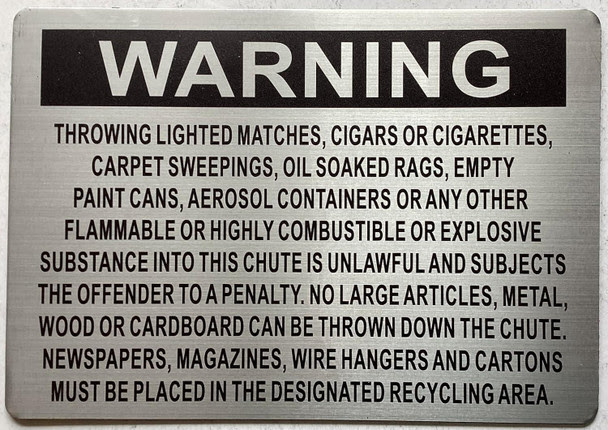 WARNING
THROWING LIGHTED MATCHES, CIGARS OR CIGARETTES,
CARPET SWEEPINGS, OIL SOAKED RAGS, EMPTY
PAINT CANS, AEROSOL CONTAINERS OR ANY OTHER
FLAMMABLE OR HIGHLY COMBUSTIBLE OR EXPLOSIVE
SUBSTANCE INTO THIS CHUTE IS UNLAWFUL AND SUBJECTS
THE OFFENDER TO A PENALTY. NO LARGE ARTICLES, METAL,
WOOD OR CARDBOARD CAN BE THROWN DOWN THE CHUTE.
NEWSPAPERS, MAGAZINES, WIRE HANGERS AND CARTONS
MUST BE PLACED IN THE DESIGNATED RECYCLING AREA.